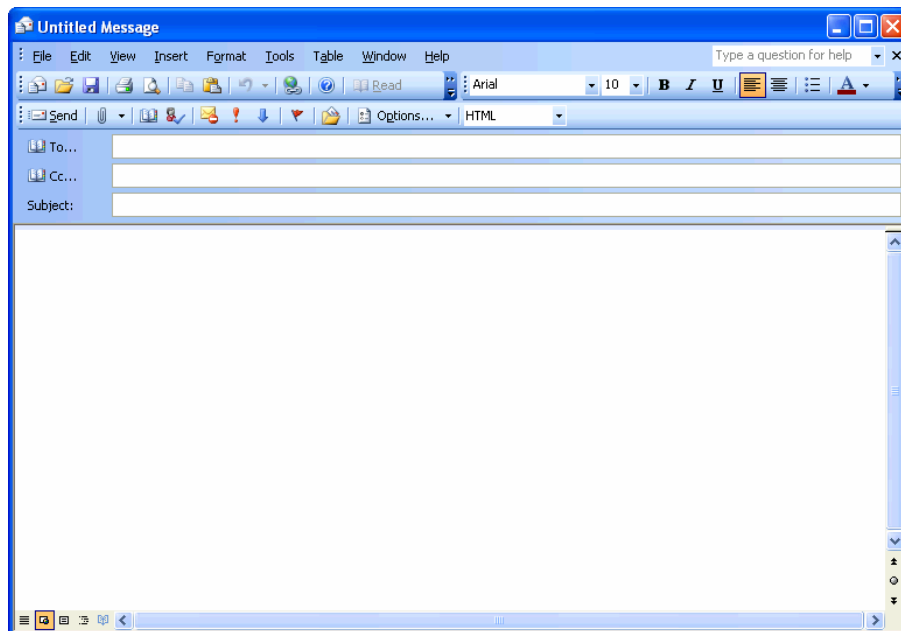 Untitled Message
File Edit View Insert Format Tools Table Window Help Type a question for help
Read Arial 10 B I U A
Send Options... HTML
To...
Cc...
Subject: